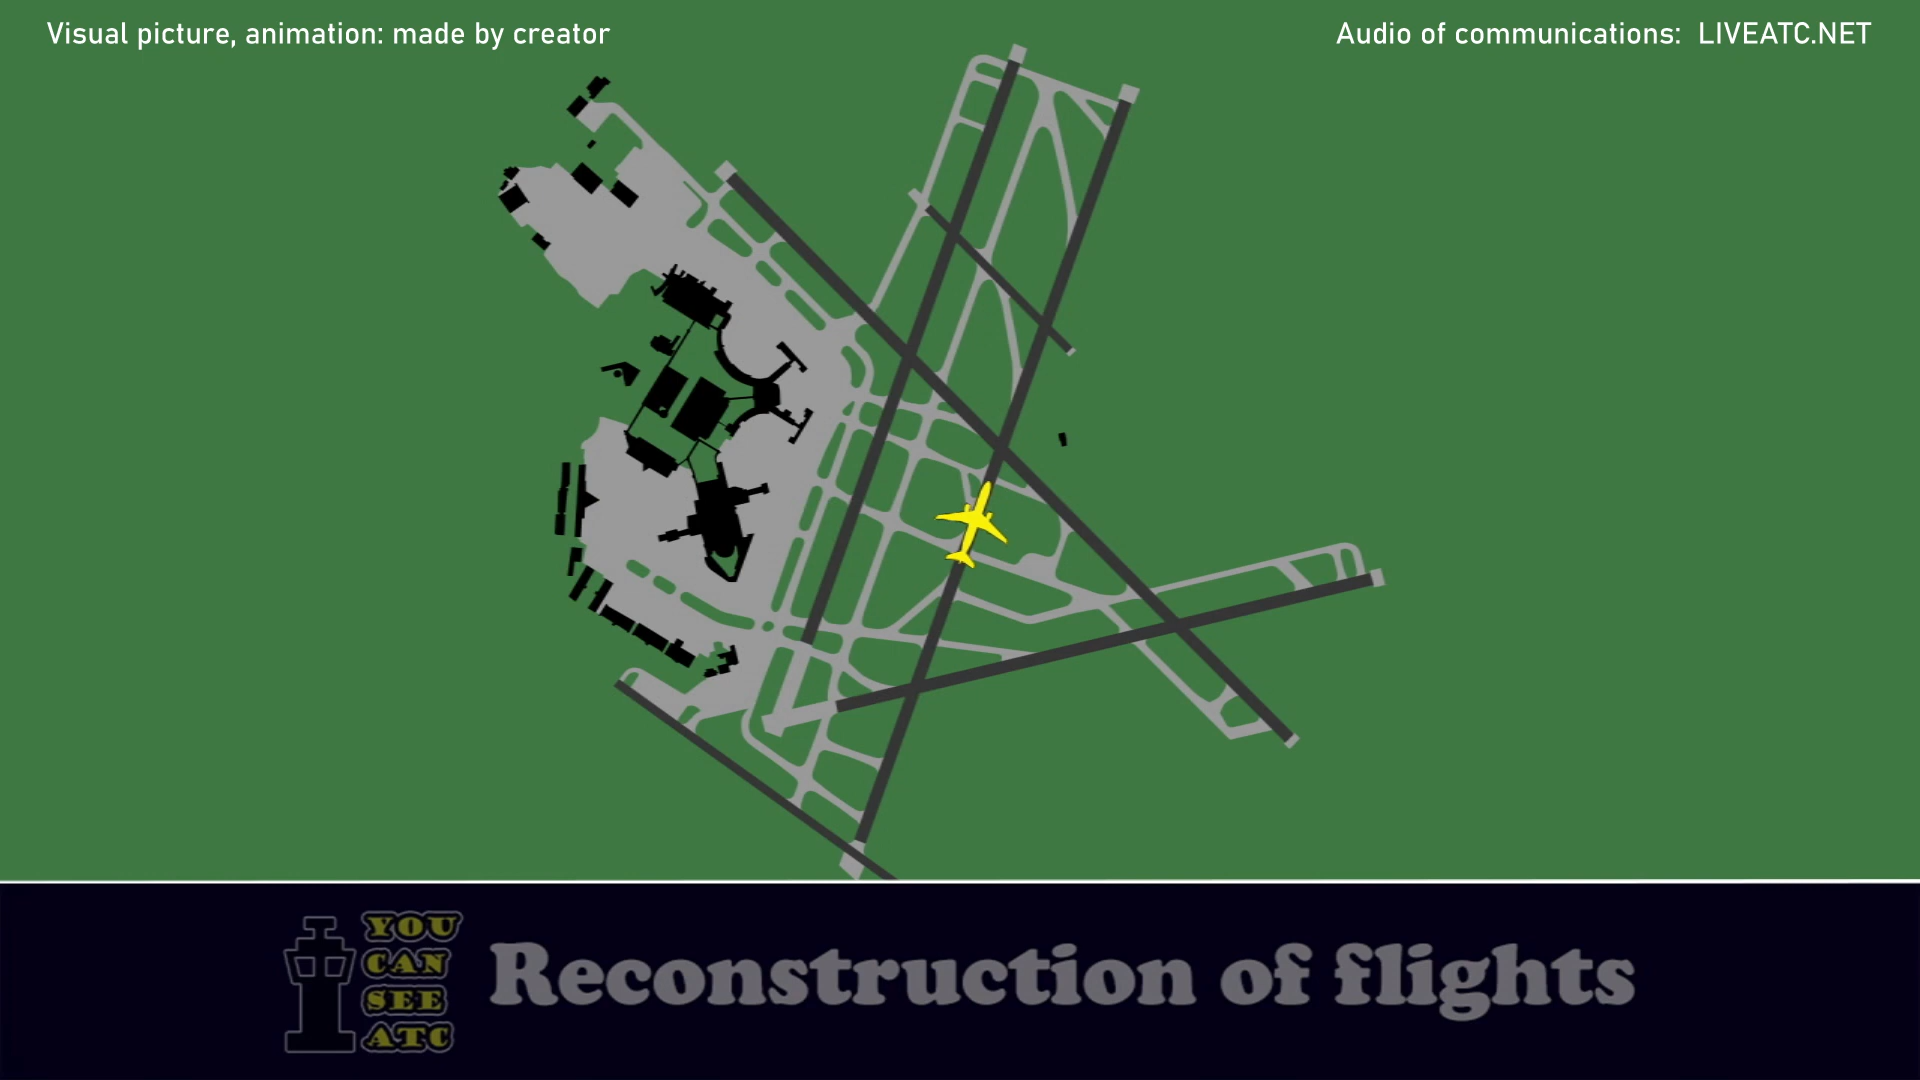 Visual picture, animation: made by creator
Audio of communications: LIVEATC.NET
YOU
CAN
SEE
ATC
Reconstruction of flights